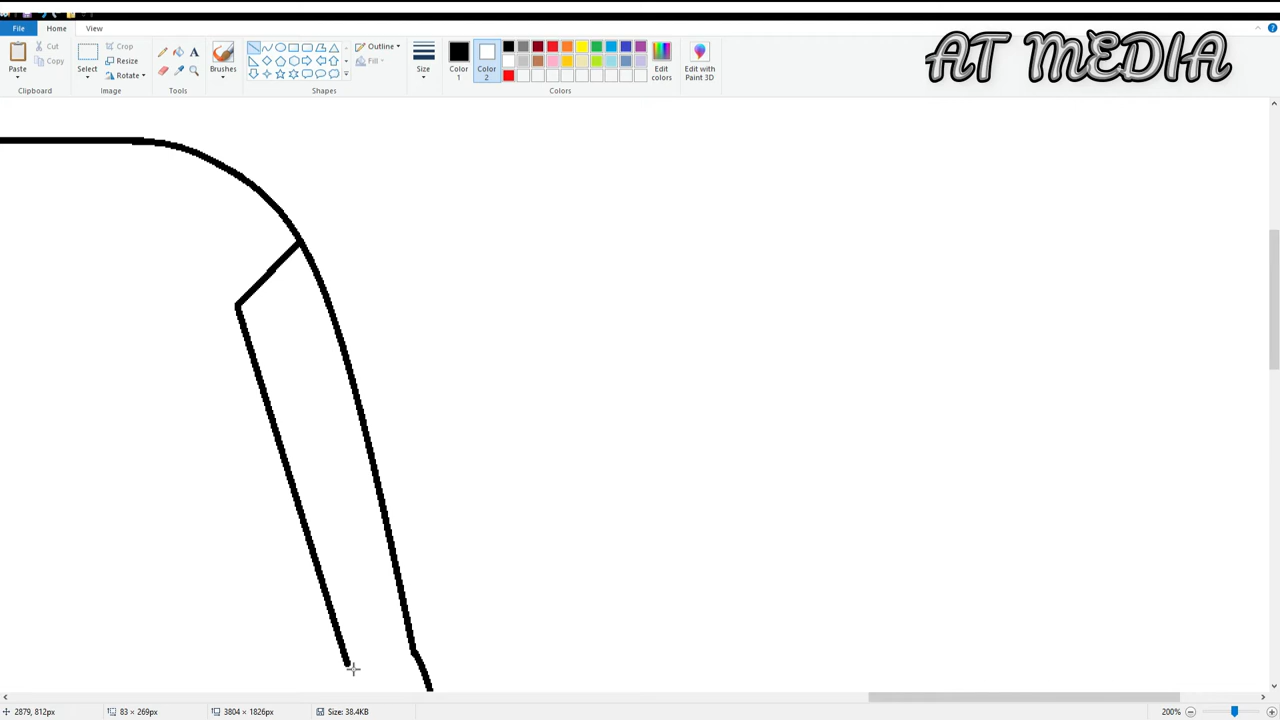 File Home View
AT MEDIA
Paste
Cut
Copy
Clipboard
Select
Crop
Resize
Rotate
Image
Tools
Brushes
Outline
Fill
Shapes
Size
Color 1
Color 2
Edit colors
Colors
Edit with Paint 3D
2879, 812px
83 × 269px
3804 × 1826px
Size: 38.4KB
200%